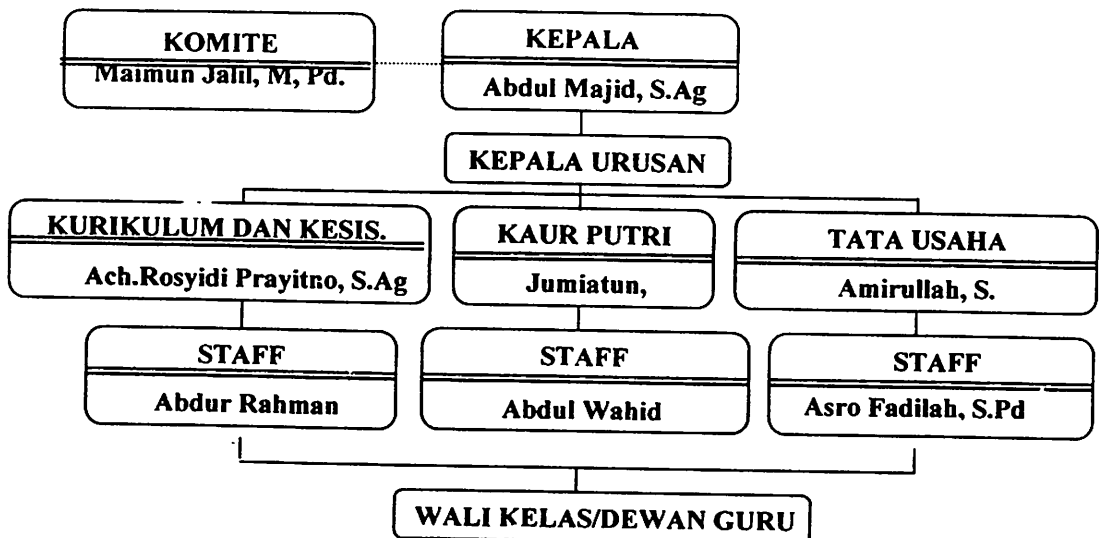 KOMITE
Maimun Jalil, M, Pd.
KEPALA
Abdul Majid, S.Ag
KEPALA URUSAN
KURIKULUM DAN KESIS.
Ach.Rosyidi Prayitno, S.Ag
KAUR PUTRI
Jumiatun,
TATA USAHA
Amirullah, S.
STAFF
Abdur Rahman
STAFF
Abdul Wahid
STAFF
Asro Fadilah, S.Pd
WALI KELAS/DEWAN GURU